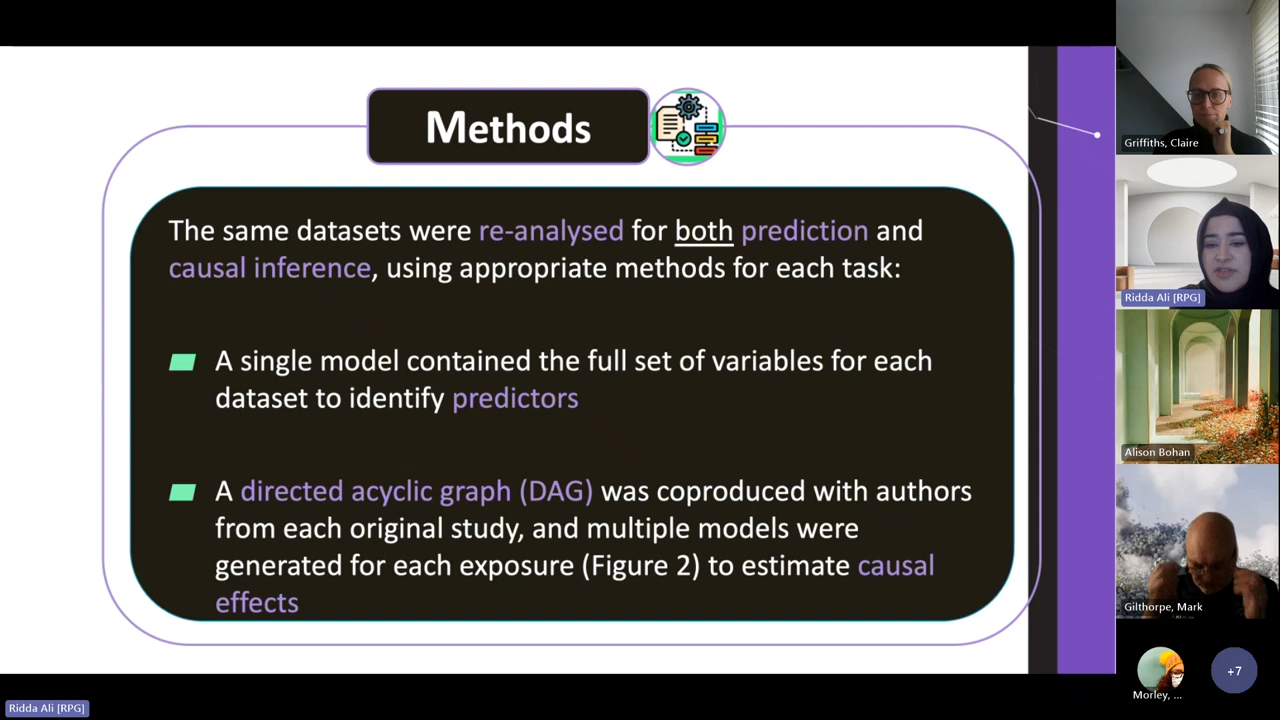 Methods
The same datasets were re-analysed for both prediction and
causal inference, using appropriate methods for each task:
A single model contained the full set of variables for each
dataset to identify predictors
A directed acyclic graph (DAG) was coproduced with authors
from each original study, and multiple models were
generated for each exposure (Figure 2) to estimate causal
effects
Griffiths, Claire
Ridda Ali [RPG]
Alison Bohan
Gilthorpe, Mark
Morley, ...
+7
Ridda Ali [RPG]